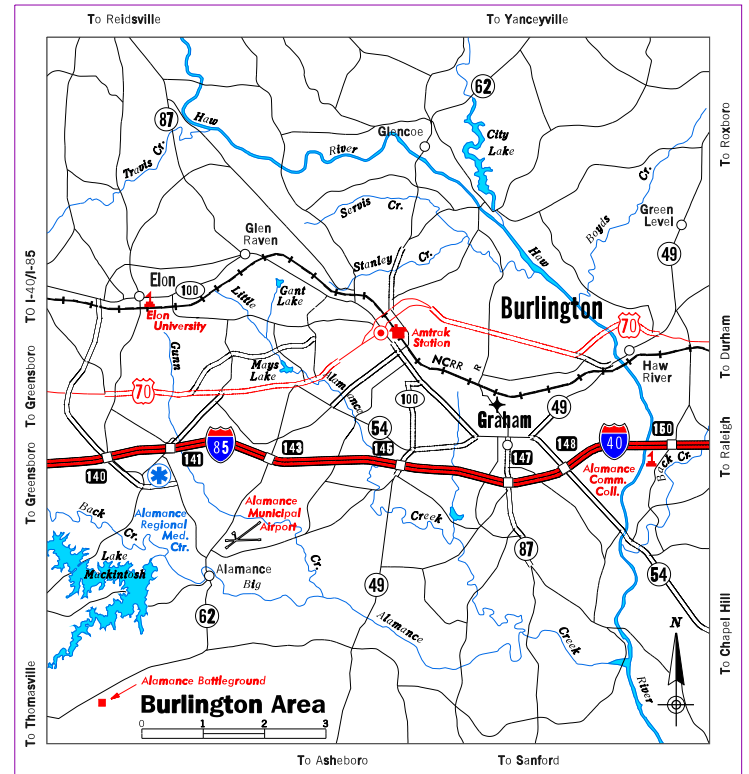 To Reidsville
To Yanceyville
62
87
Haw
River
Glencoe
City
Lake
To Roxboro
Travis Cr.
Servis Cr.
Boyds Cr.
Green
Level
Glen
Raven
Stanley Cr.
Haw
49
Elon
100
Little
Gant
Lake
To I-40/I-85
Elon
University
Burlington
70
Amtrak
Station
Gunn
NCRR
R
Haw
River
To Durham
Mays
Lake
To Greensboro
70
Alamance
100
Graham
49
54
85
143
145
40
150
148
147
141
140
To Raleigh
To Greensboro
Alamance
Comm.
Coll.
Back Cr.
Back
Cr.
Alamance
Regional
Med.
Ctr.
Alamance
Municipal
Airport
Creek
87
Lake
Mackintosh
Alamance
Big
Cr.
54
62
49
Alamance
Creek
N
To Chapel Hill
River
To Thomasville
Alamance Battleground
Burlington Area
0 1 2 3
To Asheboro
To Sanford